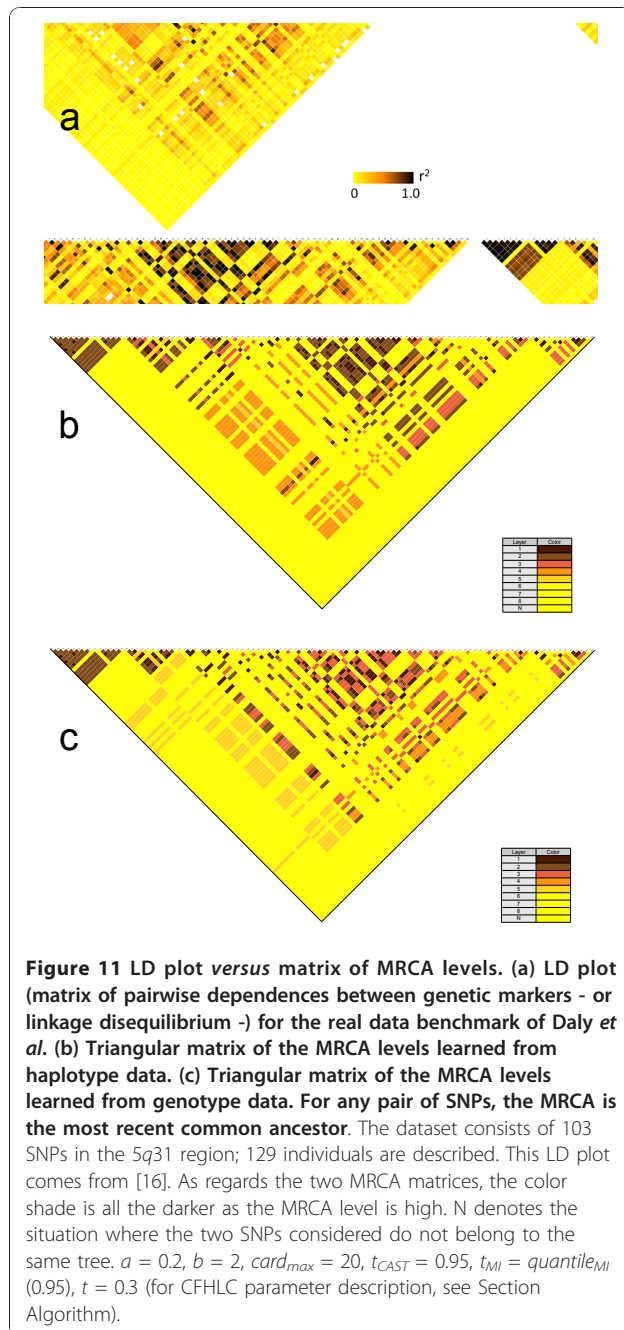 a
r2
0 1.0
b
Layer Color
1
2
3
4
5
6
7
8
N
c
Layer Color
1
2
3
4
5
6
7
8
N
Figure 11 LD plot versus matrix of MRCA levels. (a) LD plot
(matrix of pairwise dependences between genetic markers - or
linkage disequilibrium -) for the real data benchmark of Daly et
al. (b) Triangular matrix of the MRCA levels learned from
haplotype data. (c) Triangular matrix of the MRCA levels
learned from genotype data. For any pair of SNPs, the MRCA is
the most recent common ancestor. The dataset consists of 103
SNPs in the 5q31 region; 129 individuals are described. This LD plot
comes from [16]. As regards the two MRCA matrices, the color
shade is all the darker as the MRCA level is high. N denotes the
situation where the two SNPs considered do not belong to the
same tree. a = 0.2, b = 2, cardmax = 20, tCAST = 0.95, tMI = quantileMI
(0.95), t = 0.3 (for CFHLC parameter description, see Section
Algorithm).